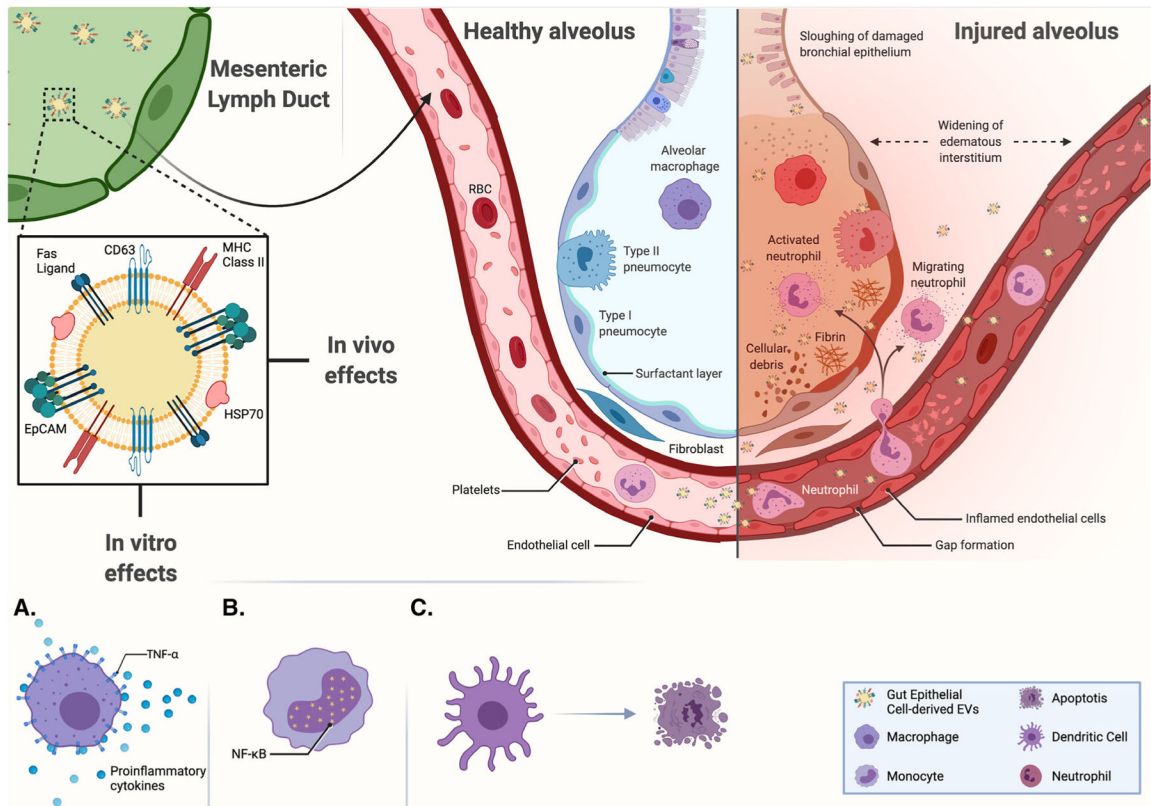 Healthy alveolus
Injured alveolus
Mesenteric
Lymph Duct
Sloughing of damaged
bronchial epithelium
Widening of
edematous
interstitium
Alveolar
macrophage
RBC
Type II
pneumocyte
Type I
pneumocyte
Surfactant layer
Fibroblast
Activated
neutrophil
Migrating
neutrophil
Fibrin
Cellular
debris
Fas
Ligand
CD63
MHC
Class II
EpCAM
HSP70
In vivo
effects
In vitro
effects
Platelets
Endothelial cell
Neutrophil
Inflamed endothelial cells
Gap formation
A.
TNF-α
Proinflammatory
cytokines
B.
NF-κB
C.
Gut Epithelial
Cell-derived EVs
Macrophage
Monocyte
Apoptotis
Dendritic Cell
Neutrophil